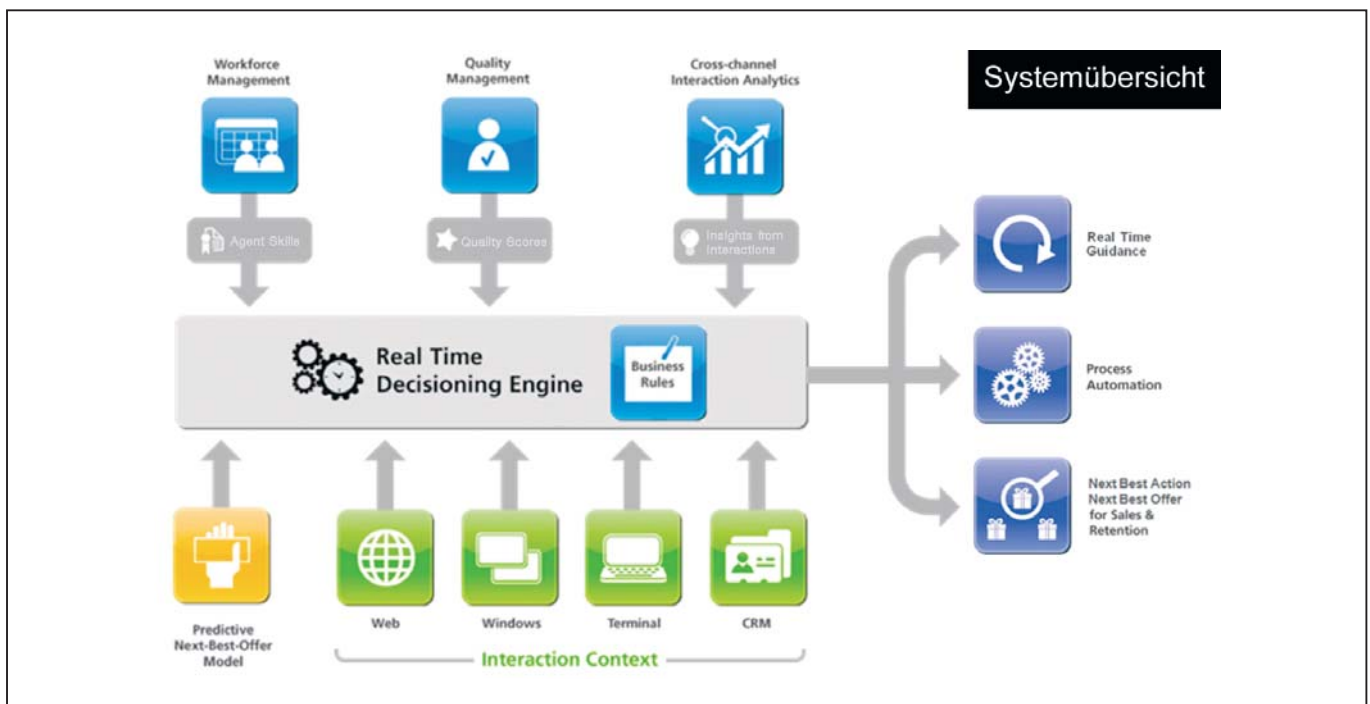 Workforce
Management
Quality
Management
Cross-channel
Interaction Analytics
Systemübersicht
Agent Skills
Quality Scores
Insights from
Interactions
Real Time
Decisioning Engine
Business
Rules
Real Time
Guidance
Process
Automation
Next Best Action
Next Best Offer
for Sales &
Retention
Predictive
Next-Best-Offer
Model
Web
Windows
Terminal
CRM
Interaction Context